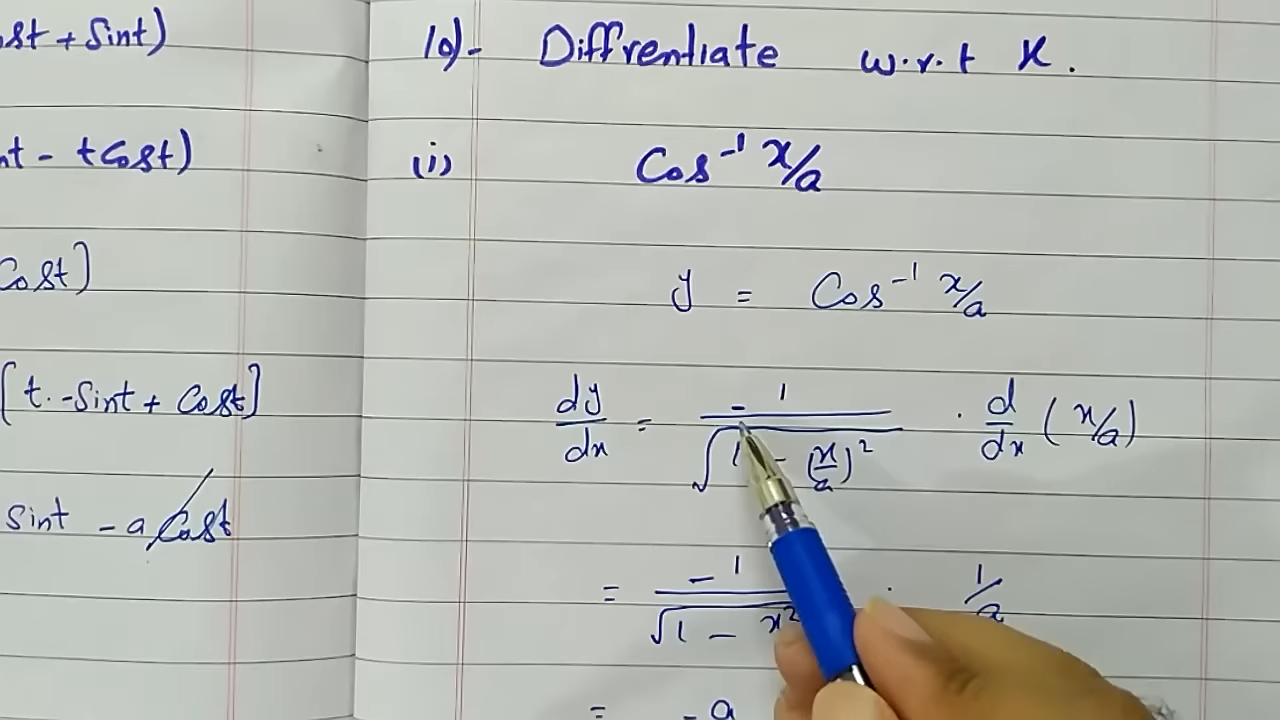 st + Sint)
nt - t Cost)
Cost)
[t. -Sint + Cost]
sint - a Cost
10)- Diffrentiate w.r.t x.
(i) Cos⁻¹ x/a
y = Cos⁻¹ x/a
dy/dx = -1/√(1 - (x/a)²) . d/dx (x/a)
= -1/√(1 - x² . 1/a
= -a